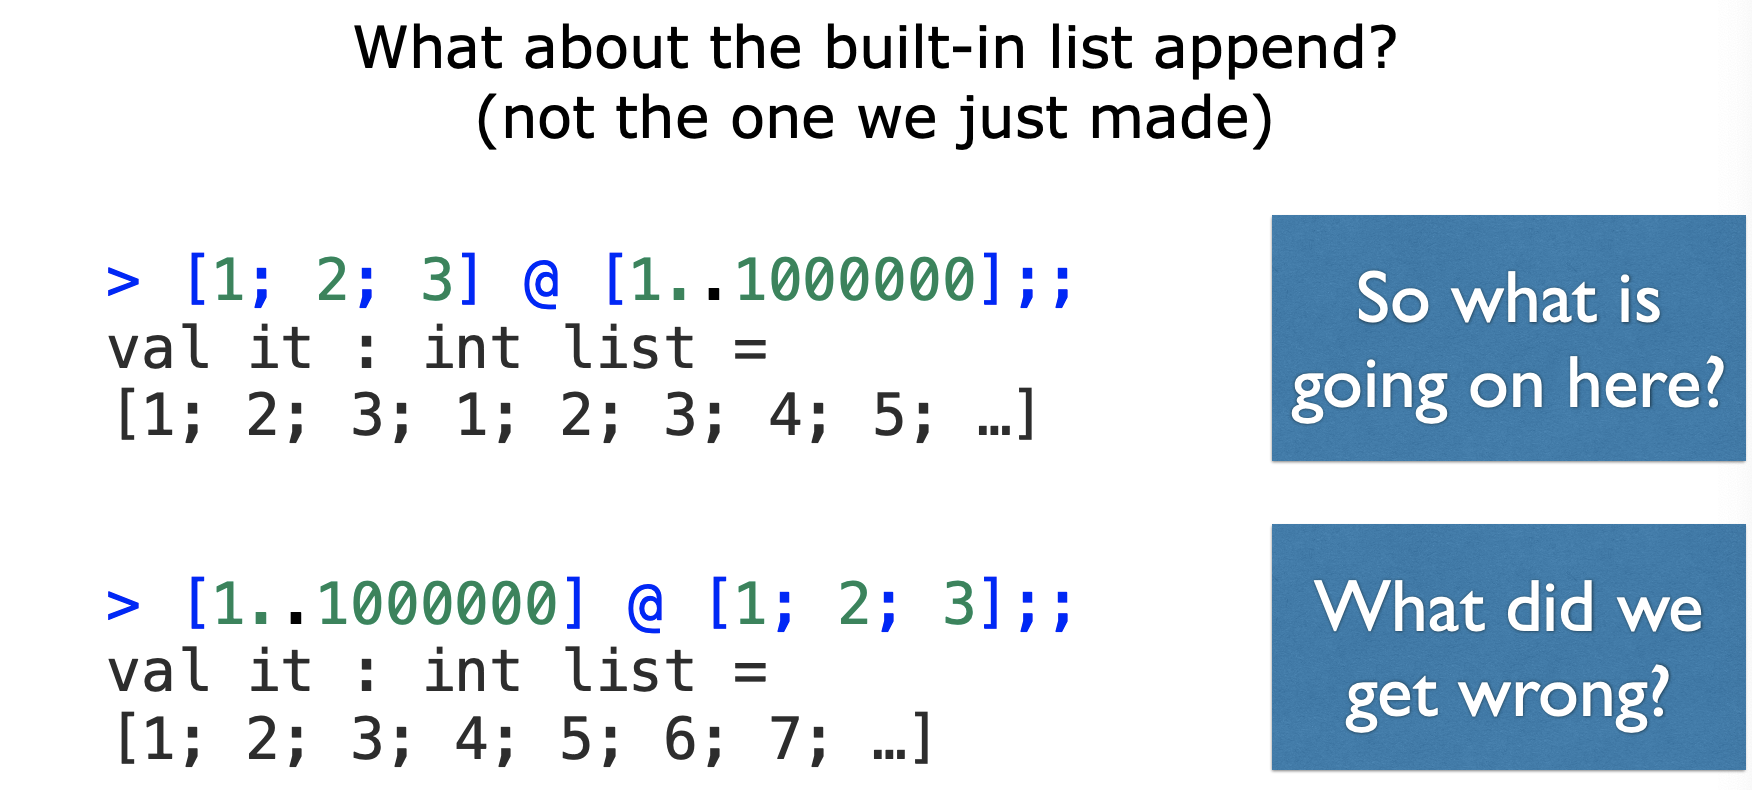 What about the built-in list append?
(not the one we just made)
> [1; 2; 3] @ [1..1000000];;
val it : int list =
[1; 2; 3; 1; 2; 3; 4; 5; …]
So what is
going on here?
> [1..1000000] @ [1; 2; 3];;
val it : int list =
[1; 2; 3; 4; 5; 6; 7; …]
What did we
get wrong?